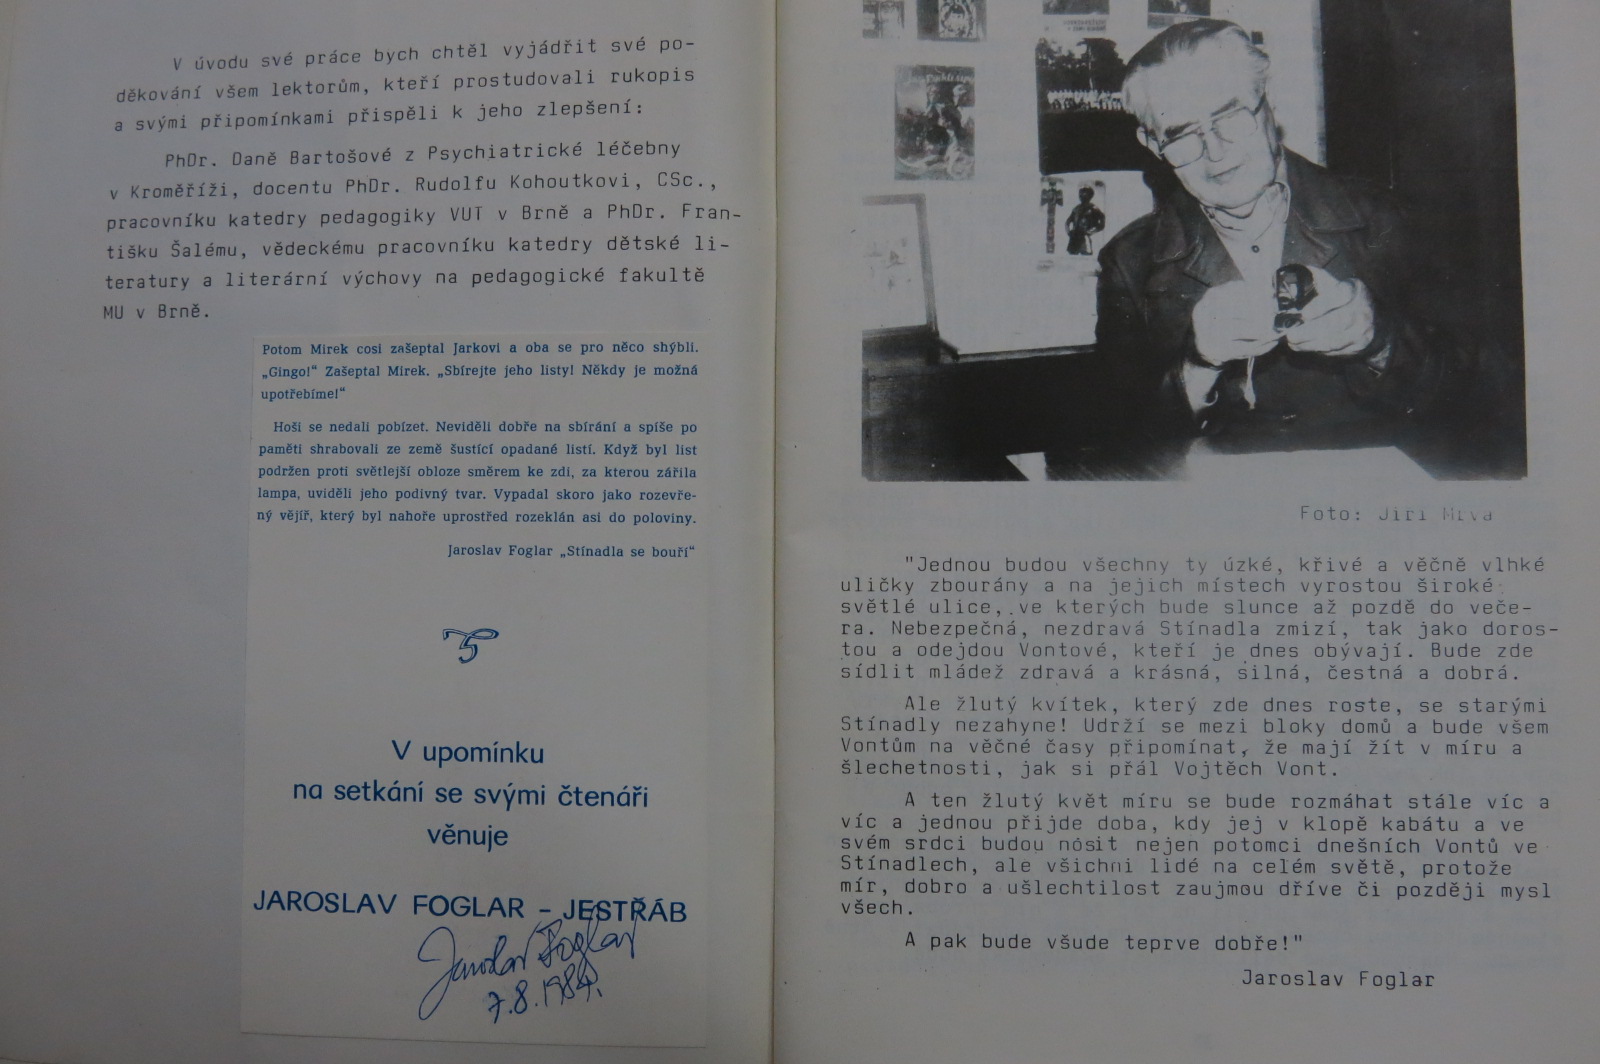 V úvodu své práce bych chtěl vyjádřit své po-
děkování všem lektorům, kteří prostudovali rukopis
a svými připomínkami přispěli k jeho zlepšení:
PhDr. Daně Bartošové z Psychiatrické léčebny
v Kroměříži, docentu PhDr. Rudolfu Kohoutkovi, CSc.,
pracovníku katedry pedagogiky VUT v Brně a PhDr. Fran-
tišku Šalému, vědeckému pracovníku katedry dětské li-
teratury a literární výchovy na pedagogické fakultě
MU v Brně.
Potom Mirek cosi zašeptal Jarkovi a oba se pro něco shýbli.
„Gingo!“ Zašeptal Mirek. „Sbírejte jeho listy! Někdy je možná
upotřebíme!“
Hoši se nedali pobízet. Neviděli dobře na sbírání a spíše po
paměti shrabovali ze země šustící opadané listí. Když byl list
podržen proti světlejší obloze směrem ke zdi, za kterou zářila
lampa, uviděli jeho podivný tvar. Vypadal skoro jako rozevře-
ný vějíř, který byl nahoře uprostřed rozeklán asi do poloviny.
Jaroslav Foglar „Stínadla se bouří“
V upomínku
na setkání se svými čtenáři
věnuje
JAROSLAV FOGLAR - JESTŘÁB
Jaroslav Foglar
7.8.1984.
Foto: Jiří Mrva
"Jednou budou všechny ty úzké, křivé a věčně vlhké
uličky zbourány a na jejich místech vyrostou široké
světlé ulice, ve kterých bude slunce až pozdě do veče-
ra. Nebezpečná, nezdravá Stínadla zmizí, tak jako doros-
tou a odejdou Vontové, kteří je dnes obývají. Bude zde
sídlit mládež zdravá a krásná, silná, čestná a dobrá.
Ale žlutý kvítek, který zde dnes roste, se starými
Stínadly nezahyne! Udrží se mezi bloky domů a bude všem
Vontům na věčné časy připomínat, že mají žít v míru a
šlechetnosti, jak si přál Vojtěch Vont.
A ten žlutý květ míru se bude rozmáhat stále víc a
víc a jednou přijde doba, kdy jej v klopě kabátu a ve
svém srdci budou nosit nejen potomci dnešních Vontů ve
Stínadlech, ale všichni lidé na celém světě, protože
mír, dobro a ušlechtilost zaujmou dříve či později mysl
všech.
A pak bude všude teprve dobře!"
Jaroslav Foglar